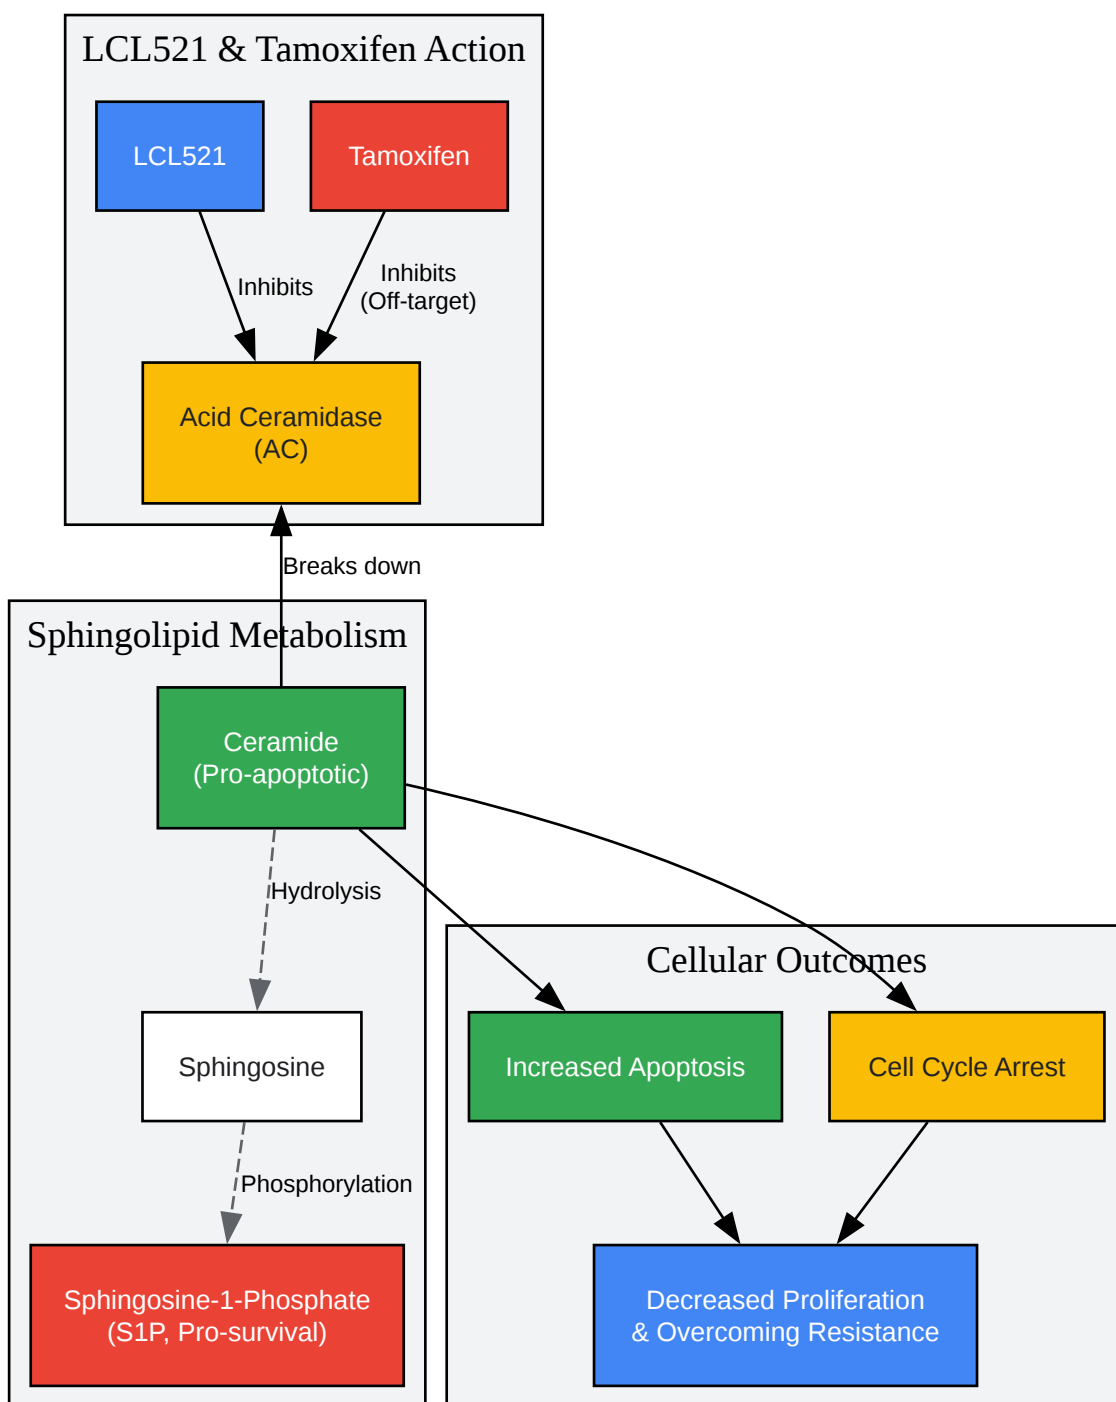 LCL521 & Tamoxifen Action
LCL521
Tamoxifen
Inhibits
Inhibits
(Off-target)
Acid Ceramidase
(AC)
Breaks down
Sphingolipid Metabolism
Ceramide
(Pro-apoptotic)
Hydrolysis
Cellular Outcomes
Sphingosine
Increased Apoptosis
Cell Cycle Arrest
Phosphorylation
Sphingosine-1-Phosphate
(S1P, Pro-survival)
Decreased Proliferation
& Overcoming Resistance